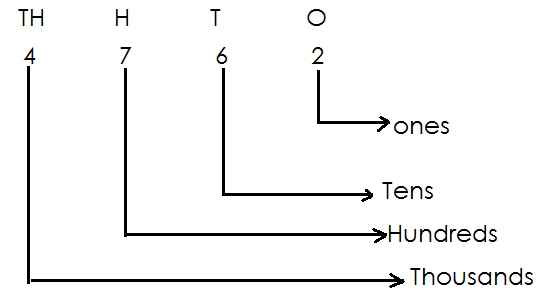 TH H T O
4 7 6 2
ones
Tens
Hundreds
Thousands